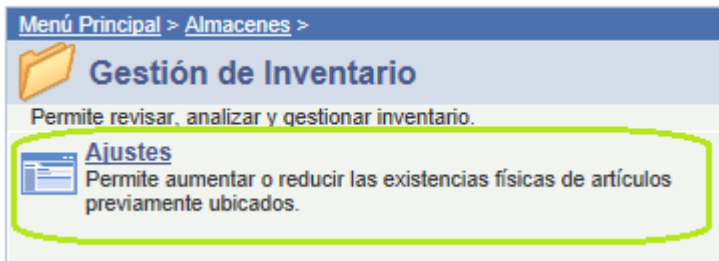 Menú Principal > Almacenes >
Gestión de Inventario
Permite revisar, analizar y gestionar inventario.
Ajustes
Permite aumentar o reducir las existencias físicas de artículos
previamente ubicados.